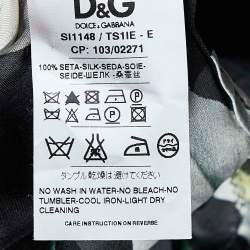 D&G
DOLCE & GABBANA
SI1148 / TS1IE - E
CP: 103/02271
100% SETA-SILK-SEDA-SOIE-
SEIDE-ШЕЛК - 桑蚕丝
タンブル乾燥は避けてください
NO WASH IN WATER-NO BLEACH-NO
TUMBLER-COOL IRON-LIGHT DRY
CLEANING
CARE INSTRUCTION ON REVERSE